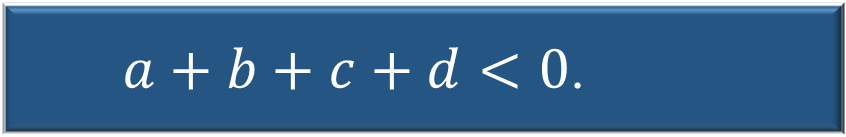 a + b + c + d < 0.